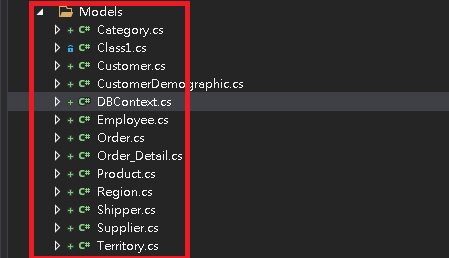 Models
C# Category.cs
C# Class1.cs
C# Customer.cs
C# CustomerDemographic.cs
C# DBContext.cs
C# Employee.cs
C# Order.cs
C# Order_Detail.cs
C# Product.cs
C# Region.cs
C# Shipper.cs
C# Supplier.cs
C# Territory.cs